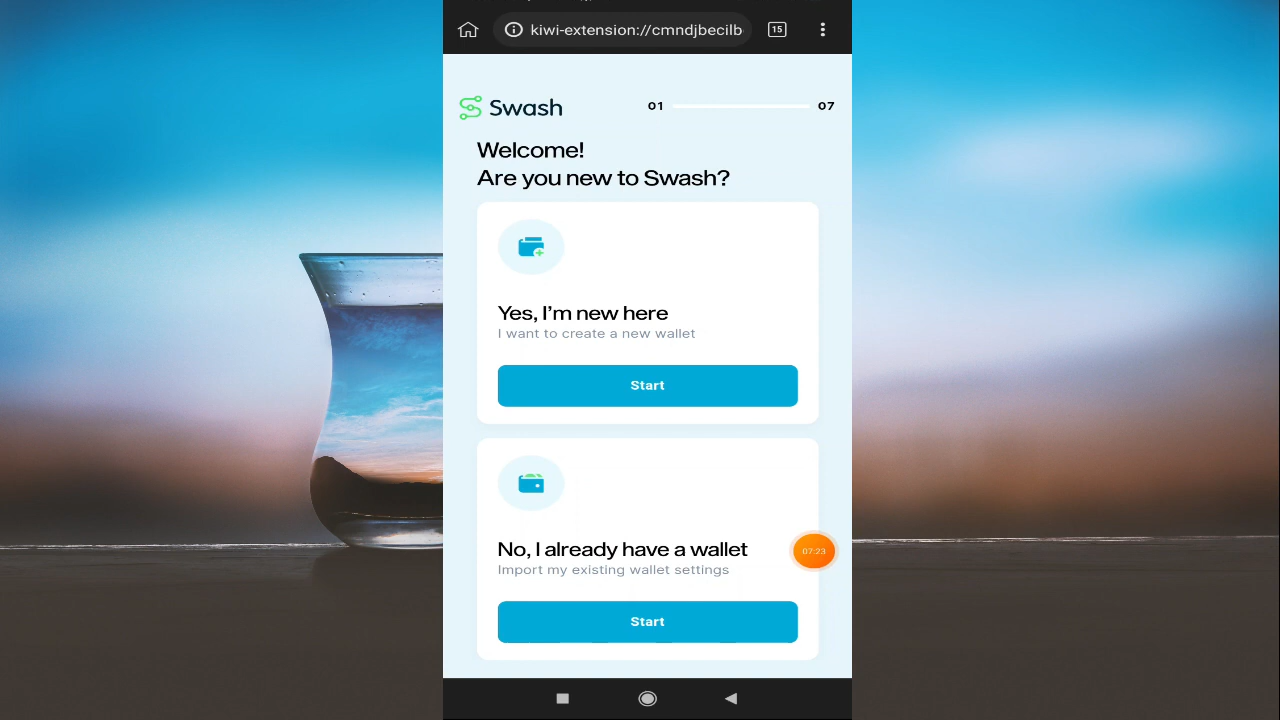 kiwi-extension://cmndjbecilb
15
Swash
01
07
Welcome!
Are you new to Swash?
Yes, I'm new here
I want to create a new wallet
Start
No, I already have a wallet
Import my existing wallet settings
07:23
Start